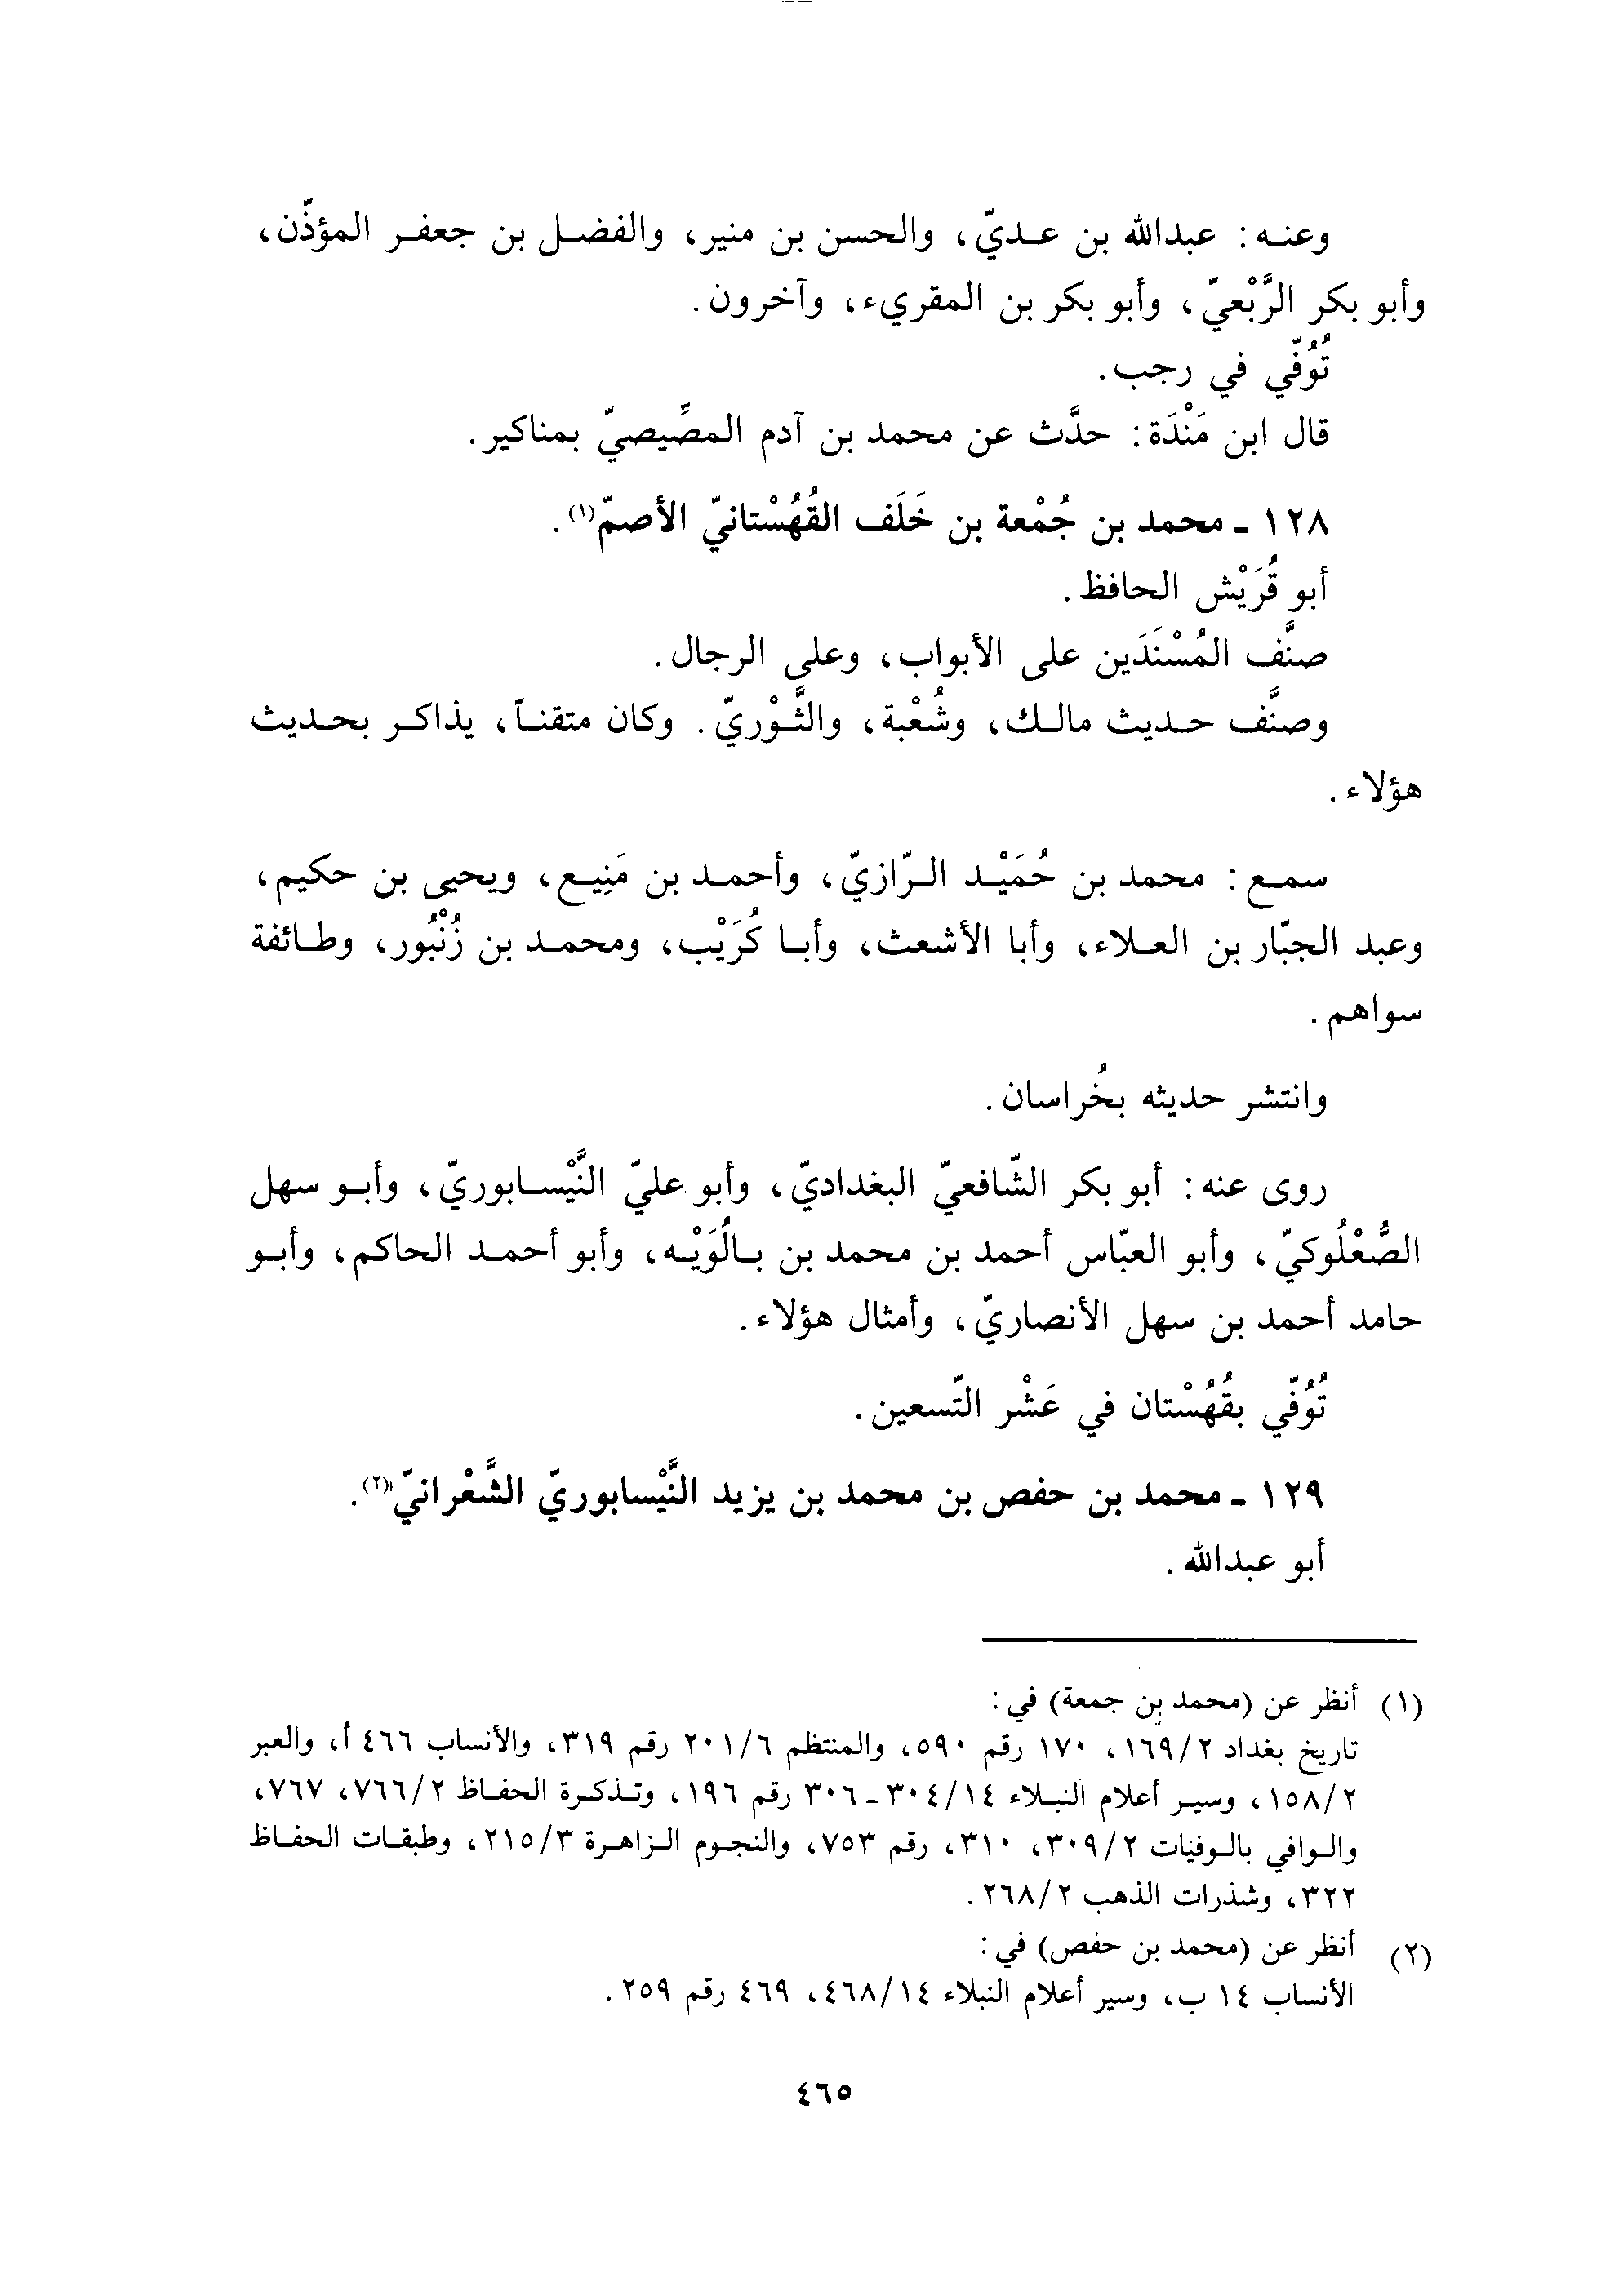 وعنه: عبدالله بن عديّ، والحسن بن منير، والفضل بن جعفر المؤذّن،
وأبو بكر الرَّبْعيّ، وأبو بكر بن المقريء، وآخرون.
تُوُفّي في رجب.
قال ابن مَنْدَة: حدَّث عن محمد بن آدم المصِّيصيّ بمناكير.
١٢٨ ـ محمد بن جُمْعة بن خَلَف القُهُسْتانيّ الأصمّ(١).
أبو قُرَيْش الحافظ.
صنَّف المُسْنَدَين على الأبواب، وعلى الرجال.
وصنَّف حديث مالك، وشُعْبة، والثَّوْريّ. وكان متقناً، يذاكر بحديث
هؤلاء.
سمع: محمد بن حُمَيْد الرّازيّ، وأحمد بن مَنِيع، ويحيى بن حكيم،
وعبد الجبّار بن العلاء، وأبا الأشعث، وأبا كُرَيْب، ومحمد بن زُنْبُور، وطائفة
سواهم.
وانتشر حديثه بخُراسان.
روى عنه: أبو بكر الشّافعيّ البغداديّ، وأبو عليّ النَّيْسابوريّ، وأبو سهل
الصُّعْلُوكيّ، وأبو العبّاس أحمد بن محمد بن بالُوَيْه، وأبو أحمد الحاكم، وأبو
حامد أحمد بن سهل الأنصاريّ، وأمثال هؤلاء.
تُوُفّي بقُهُسْتان في عَشْر التّسعين.
١٢٩ ـ محمد بن حفص بن محمد بن يزيد النَّيْسابوريّ الشَّعْرانيّ(٢).
أبو عبدالله.
(١) أنظر عن (محمد بن جمعة) في:
تاريخ بغداد ١٦٩/٢، ١٧٠ رقم ٥٩٠، والمنتظم ٢٠١/٦ رقم ٣١٩، والأنساب ٤٦٦ أ، والعبر
١٥٨/٢، وسير أعلام النبلاء ٣٠٤/١٤ ـ ٣٠٦ رقم ١٩٦، وتذكرة الحفاظ ٧٦٦/٢، ٧٦٧،
والوافي بالوفيات ٣٠٩/٢، ٣١٠، رقم ٧٥٣، والنجوم الزاهرة ٢١٥/٣، وطبقات الحفاظ
٣٢٢، وشذرات الذهب ٢٦٨/٢.
(٢) أنظر عن (محمد بن حفص) في:
الأنساب ١٤ ب، وسير أعلام النبلاء ٤٦٨/١٤، ٤٦٩ رقم ٢٥٩.
٤٦٥